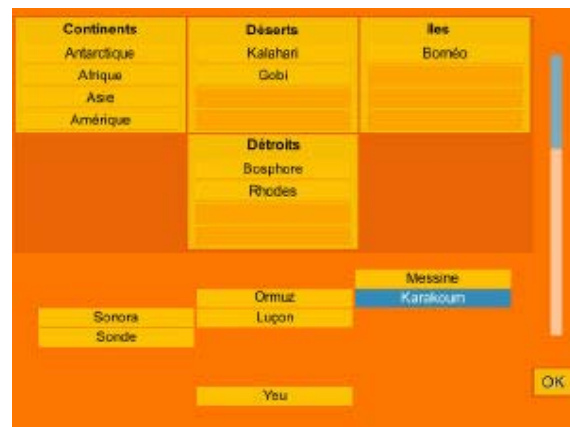 Continents Déserts Iles
Antarctique Kalahari Bornéo
Afrique Gobi
Asie
Amérique
Détroits
Bosphore
Rhodes
Messine
Ormuz Karakoum
Sonora Luçon
Sonde
Yeu
OK